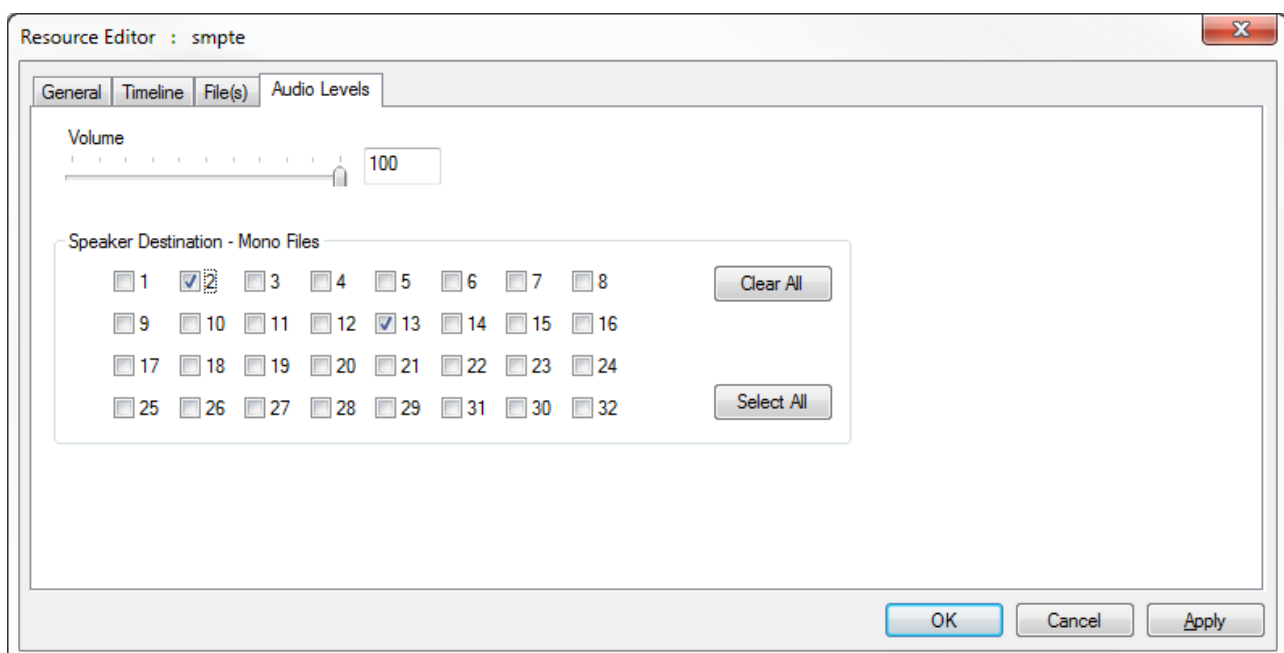 Resource Editor : smpte
General Timeline File(s) Audio Levels
Volume
100
Speaker Destination - Mono Files
1 2 3 4 5 6 7 8 Clear All
9 10 11 12 13 14 15 16
17 18 19 20 21 22 23 24
25 26 27 28 29 31 30 32 Select All
OK Cancel Apply